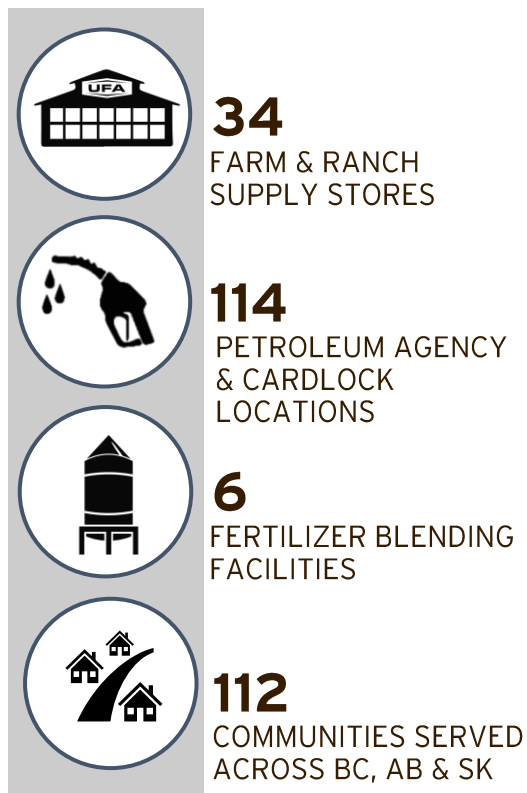 UFA
34
FARM & RANCH
SUPPLY STORES
114
PETROLEUM AGENCY
& CARDLOCK
LOCATIONS
6
FERTILIZER BLENDING
FACILITIES
112
COMMUNITIES SERVED
ACROSS BC, AB & SK